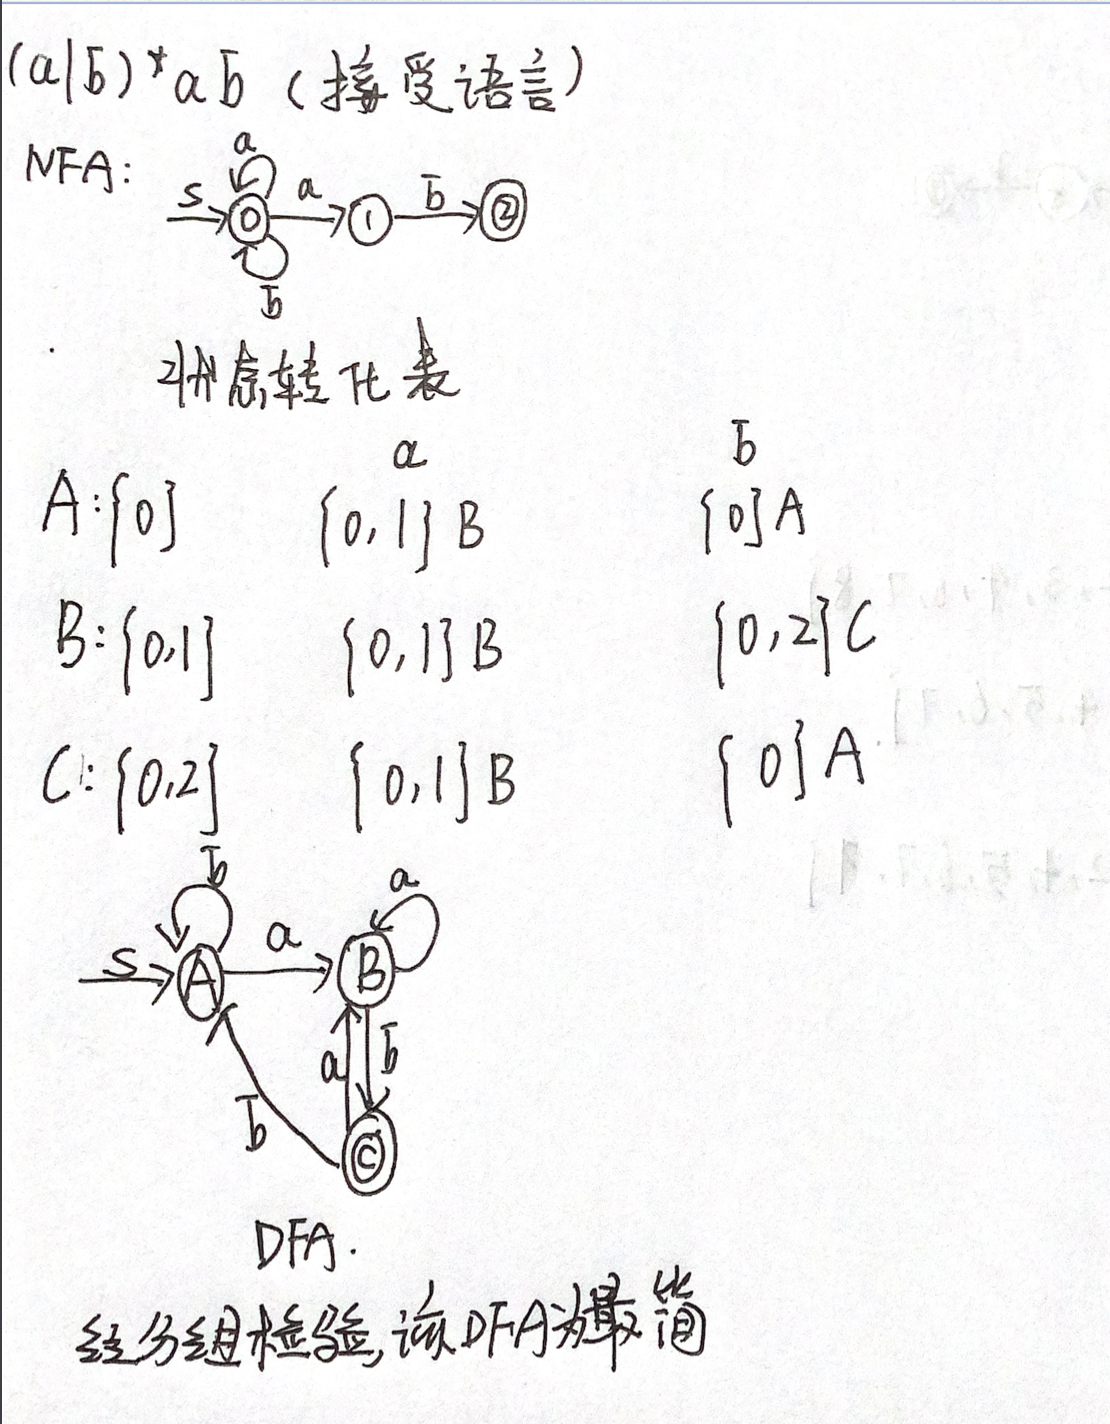 (a|b)*ab (接受语言)
NFA:
a
S 0 a 1 b 2
b
状态转化表
a b
A:{0} {0,1} B {0} A
B:{0,1} {0,1} B {0,2} C
C:{0,2} {0,1} B {0} A
b a
S A a B
a b
b
C
DFA.
经分组检验,该DFA为最简